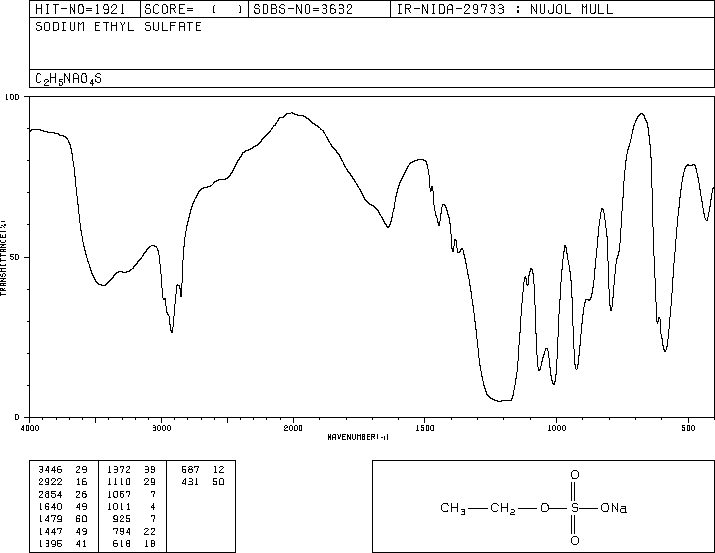 HIT-NO=1921 SCORE= ( ) SDBS-NO=3632 IR-NIDA-29733 : NUJOL MULL
SODIUM ETHYL SULFATE
C2H5NAO4S
100
50
0
TRANSMITTANCE(%)
4000 3000 2000 1500 1000 500
WAVENUMBER(-1)
3446 29 1372 39 587 12
2922 16 1110 29 431 50
2854 26 1067 7
1640 49 1011 4
1479 60 925 7
1447 49 794 22
1395 41 618 18
O
CH3 CH2 O S ONa
O